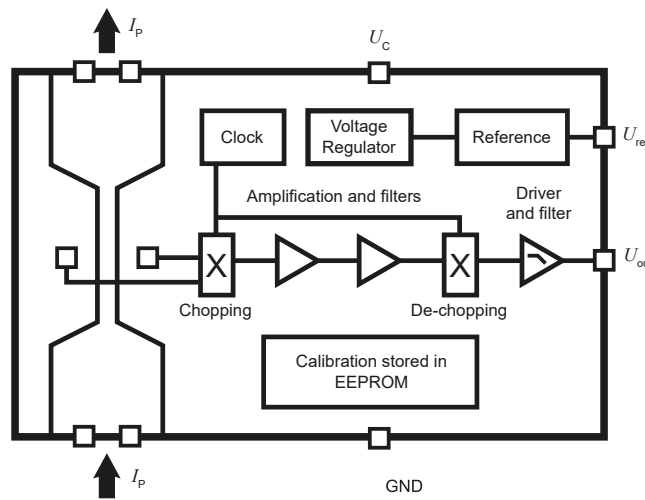 I_P
U_C
Clock
Voltage
Regulator
Reference
U_re
Amplification and filters
Driver
and filter
X
X
U_ou
Chopping
De-chopping
Calibration stored in
EEPROM
I_P
GND